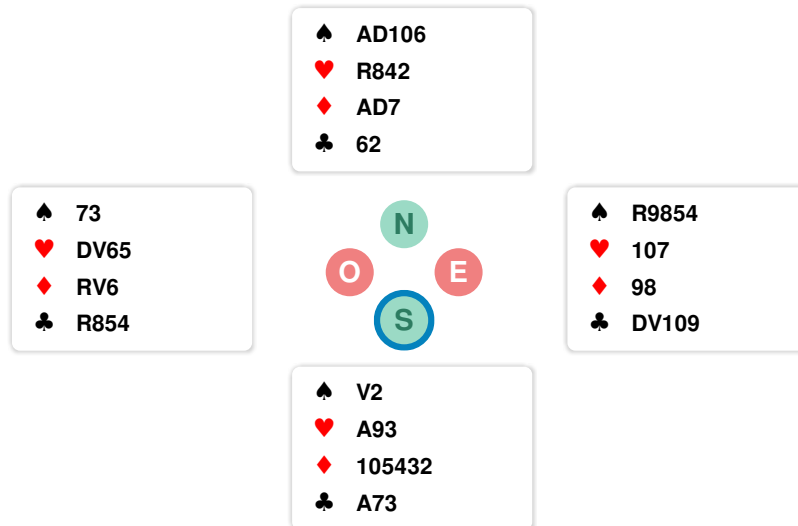 ♠ AD106
♥ R842
♦ AD7
♣ 62
♠ 73
♥ DV65
♦ RV6
♣ R854
N
O E
S
♠ R9854
♥ 107
♦ 98
♣ DV109
♠ V2
♥ A93
♦ 105432
♣ A73